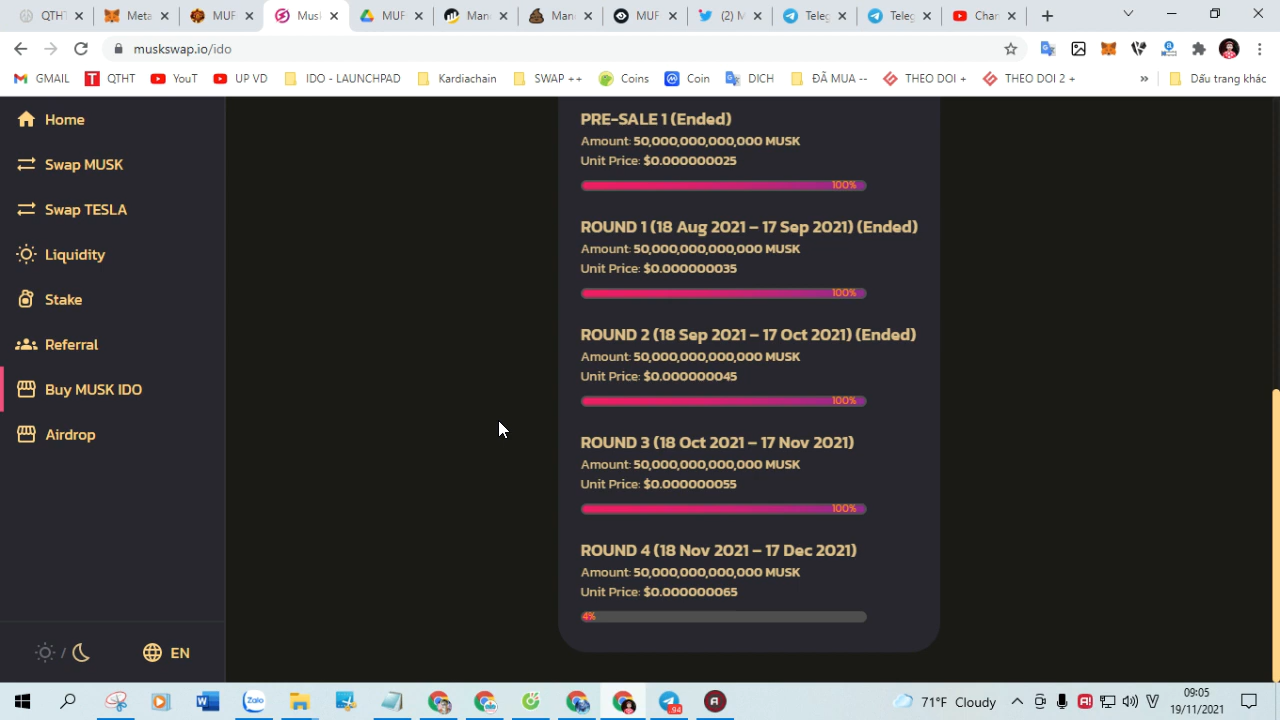 QTHT
Meta
MUF
Musk
MUF
Mana
Mana
MUF
(2) M
Teleg
Teleg
Chan
muskswap.io/ido
GMAIL
QTHT
YouT
UP VD
IDO - LAUNCHPAD
Kardiachain
SWAP ++
Coins
Coin
DICH
ĐÃ MUA --
THEO DOI +
THEO DOI 2 +
»
Dấu trang khác
Home
Swap MUSK
Swap TESLA
Liquidity
Stake
Referral
Buy MUSK IDO
Airdrop
/
EN
PRE-SALE 1 (Ended)
Amount: 50,000,000,000,000 MUSK
Unit Price: $0.000000025
100%
ROUND 1 (18 Aug 2021 – 17 Sep 2021) (Ended)
Amount: 50,000,000,000,000 MUSK
Unit Price: $0.000000035
100%
ROUND 2 (18 Sep 2021 – 17 Oct 2021) (Ended)
Amount: 50,000,000,000,000 MUSK
Unit Price: $0.000000045
100%
ROUND 3 (18 Oct 2021 – 17 Nov 2021)
Amount: 50,000,000,000,000 MUSK
Unit Price: $0.000000055
100%
ROUND 4 (18 Nov 2021 – 17 Dec 2021)
Amount: 50,000,000,000,000 MUSK
Unit Price: $0.000000065
4%
Zalo
94
71°F Cloudy
09:05
19/11/2021